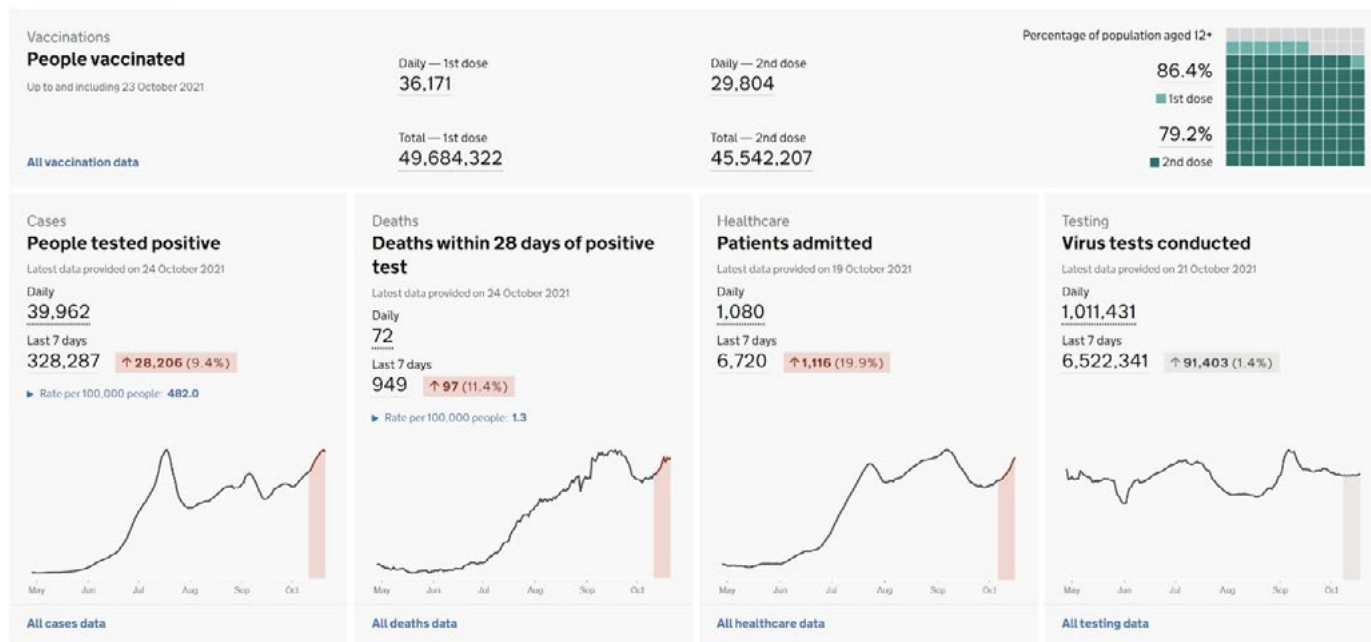 Vaccinations
People vaccinated
Up to and including 23 October 2021
All vaccination data
Daily — 1st dose
36,171
Total — 1st dose
49,684,322
Daily — 2nd dose
29,804
Total — 2nd dose
45,542,207
Percentage of population aged 12+
86.4%
1st dose
79.2%
2nd dose
Cases
People tested positive
Latest data provided on 24 October 2021
Daily
39,962
Last 7 days
328,287 ↑ 28,206 (9.4%)
▶ Rate per 100,000 people: 482.0
May Jun Jul Aug Sep Oct
All cases data
Deaths
Deaths within 28 days of positive
test
Latest data provided on 24 October 2021
Daily
72
Last 7 days
949 ↑ 97 (11.4%)
▶ Rate per 100,000 people: 1.3
May Jun Jul Aug Sep Oct
All deaths data
Healthcare
Patients admitted
Latest data provided on 19 October 2021
Daily
1,080
Last 7 days
6,720 ↑ 1,116 (19.9%)
May Jun Jul Aug Sep Oct
All healthcare data
Testing
Virus tests conducted
Latest data provided on 21 October 2021
Daily
1,011,431
Last 7 days
6,522,341 ↑ 91,403 (1.4%)
May Jun Jul Aug Sep Oct
All testing data